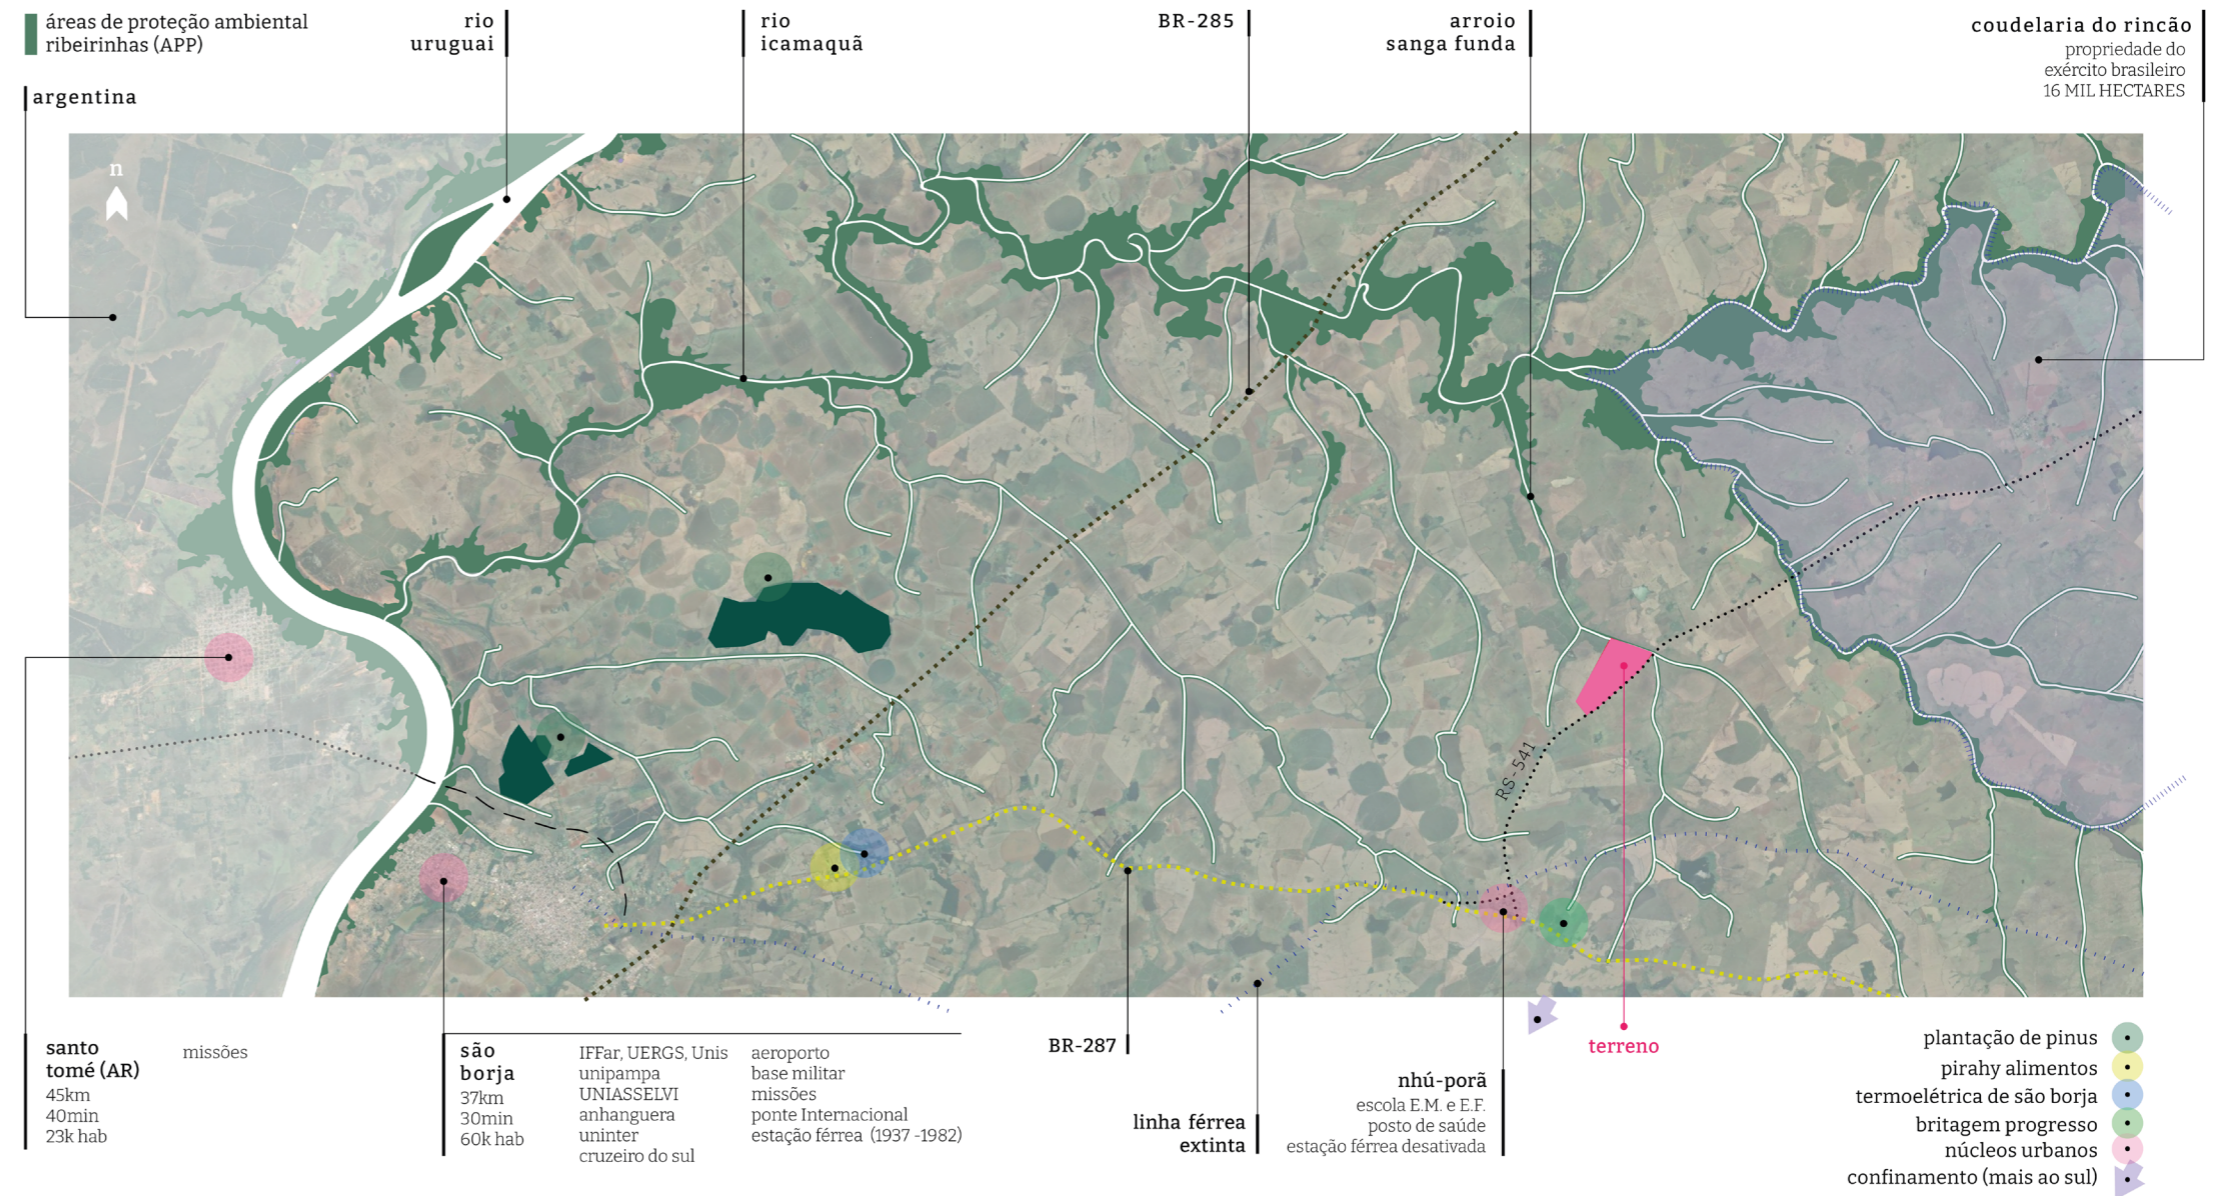 áreas de proteção ambiental
ribeirinhas (APP)
argentina
rio
uruguai
rio
icamaquã
BR-285
arroio
sanga funda
coudelaria do rincão
propriedade do
exército brasileiro
16 MIL HECTARES
n
RS-541
santo
tomé (AR)
45km
40min
23k hab
missões
são
borja
37km
30min
60k hab
IFFar, UERGS, Unis
unipampa
UNIASSELVI
anhanguera
uninter
cruzeiro do sul
aeroporto
base militar
missões
ponte Internacional
estação férrea (1937 -1982)
BR-287
linha férrea
extinta
nhú-porã
escola E.M. e E.F.
posto de saúde
estação férrea desativada
terreno
plantação de pinus
pirahy alimentos
termoelétrica de são borja
britagem progresso
núcleos urbanos
confinamento (mais ao sul)